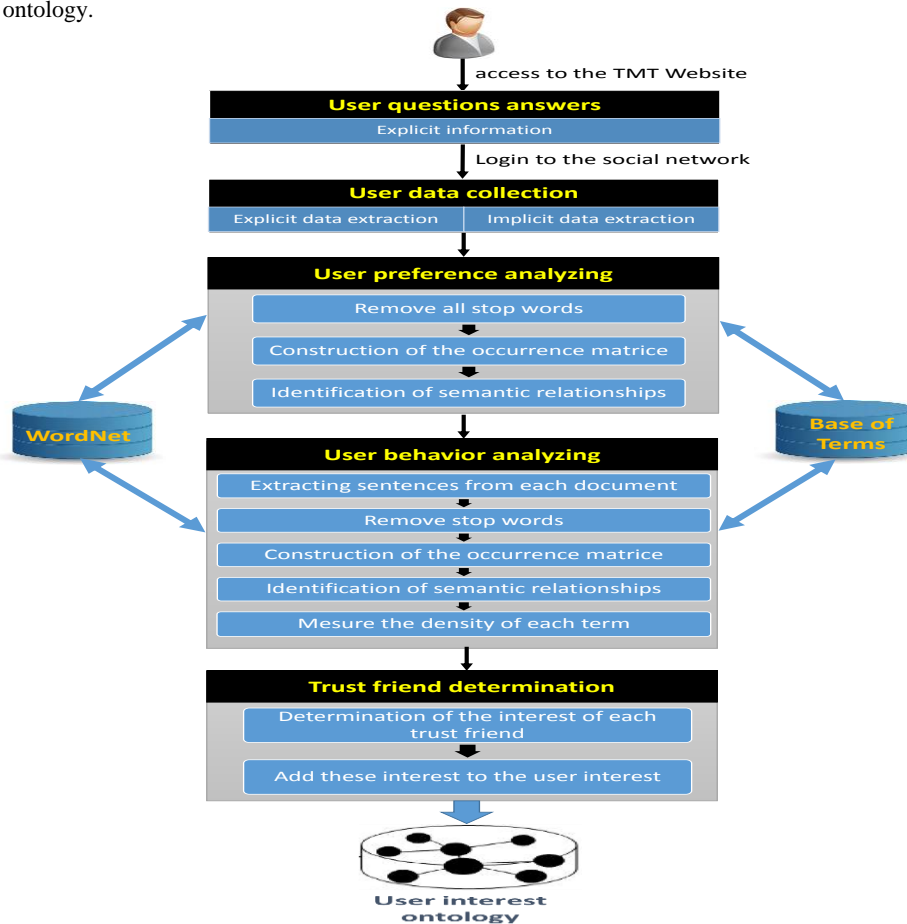 ontology.
access to the TMT Website
User questions answers
Explicit information
Login to the social network
User data collection
Explicit data extraction
Implicit data extraction
User preference analyzing
Remove all stop words
Construction of the occurrence matrice
Identification of semantic relationships
WordNet
Base of
Terms
User behavior analyzing
Extracting sentences from each document
Remove stop words
Construction of the occurrence matrice
Identification of semantic relationships
Mesure the density of each term
Trust friend determination
Determination of the interest of each
trust friend
Add these interest to the user interest
User interest
ontology